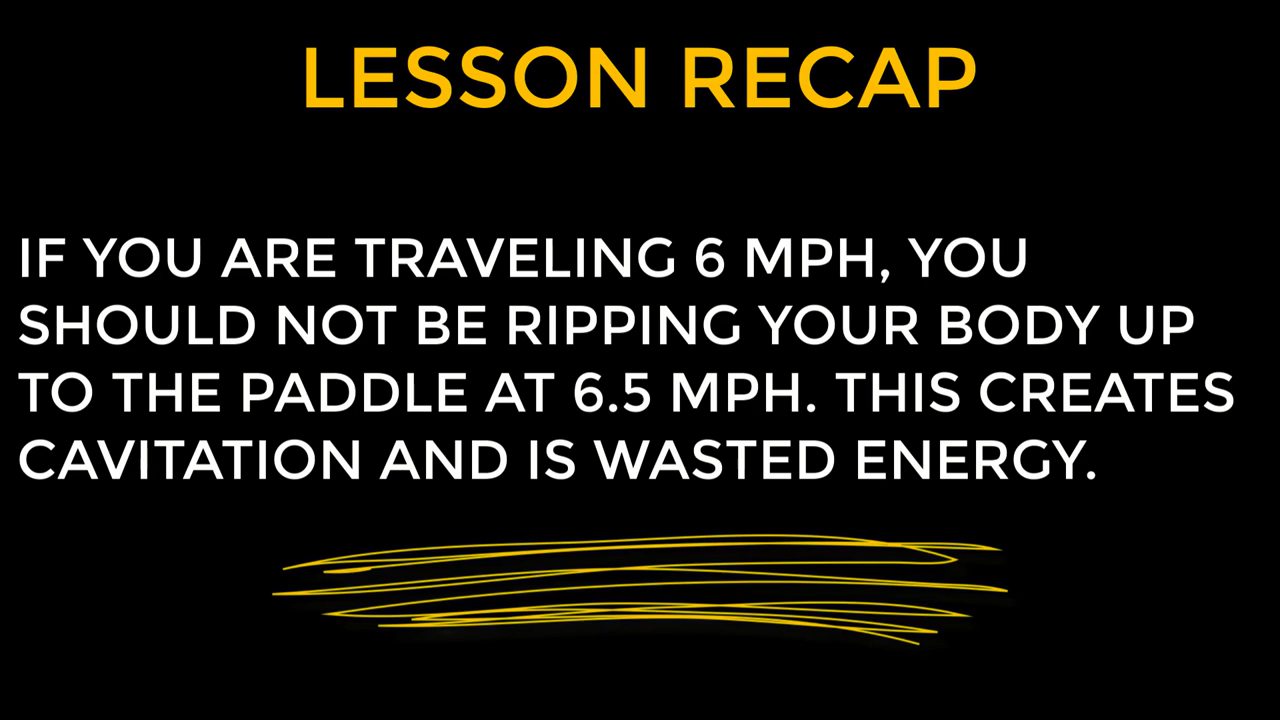 LESSON RECAP
IF YOU ARE TRAVELING 6 MPH, YOU
SHOULD NOT BE RIPPING YOUR BODY UP
TO THE PADDLE AT 6.5 MPH. THIS CREATES
CAVITATION AND IS WASTED ENERGY.